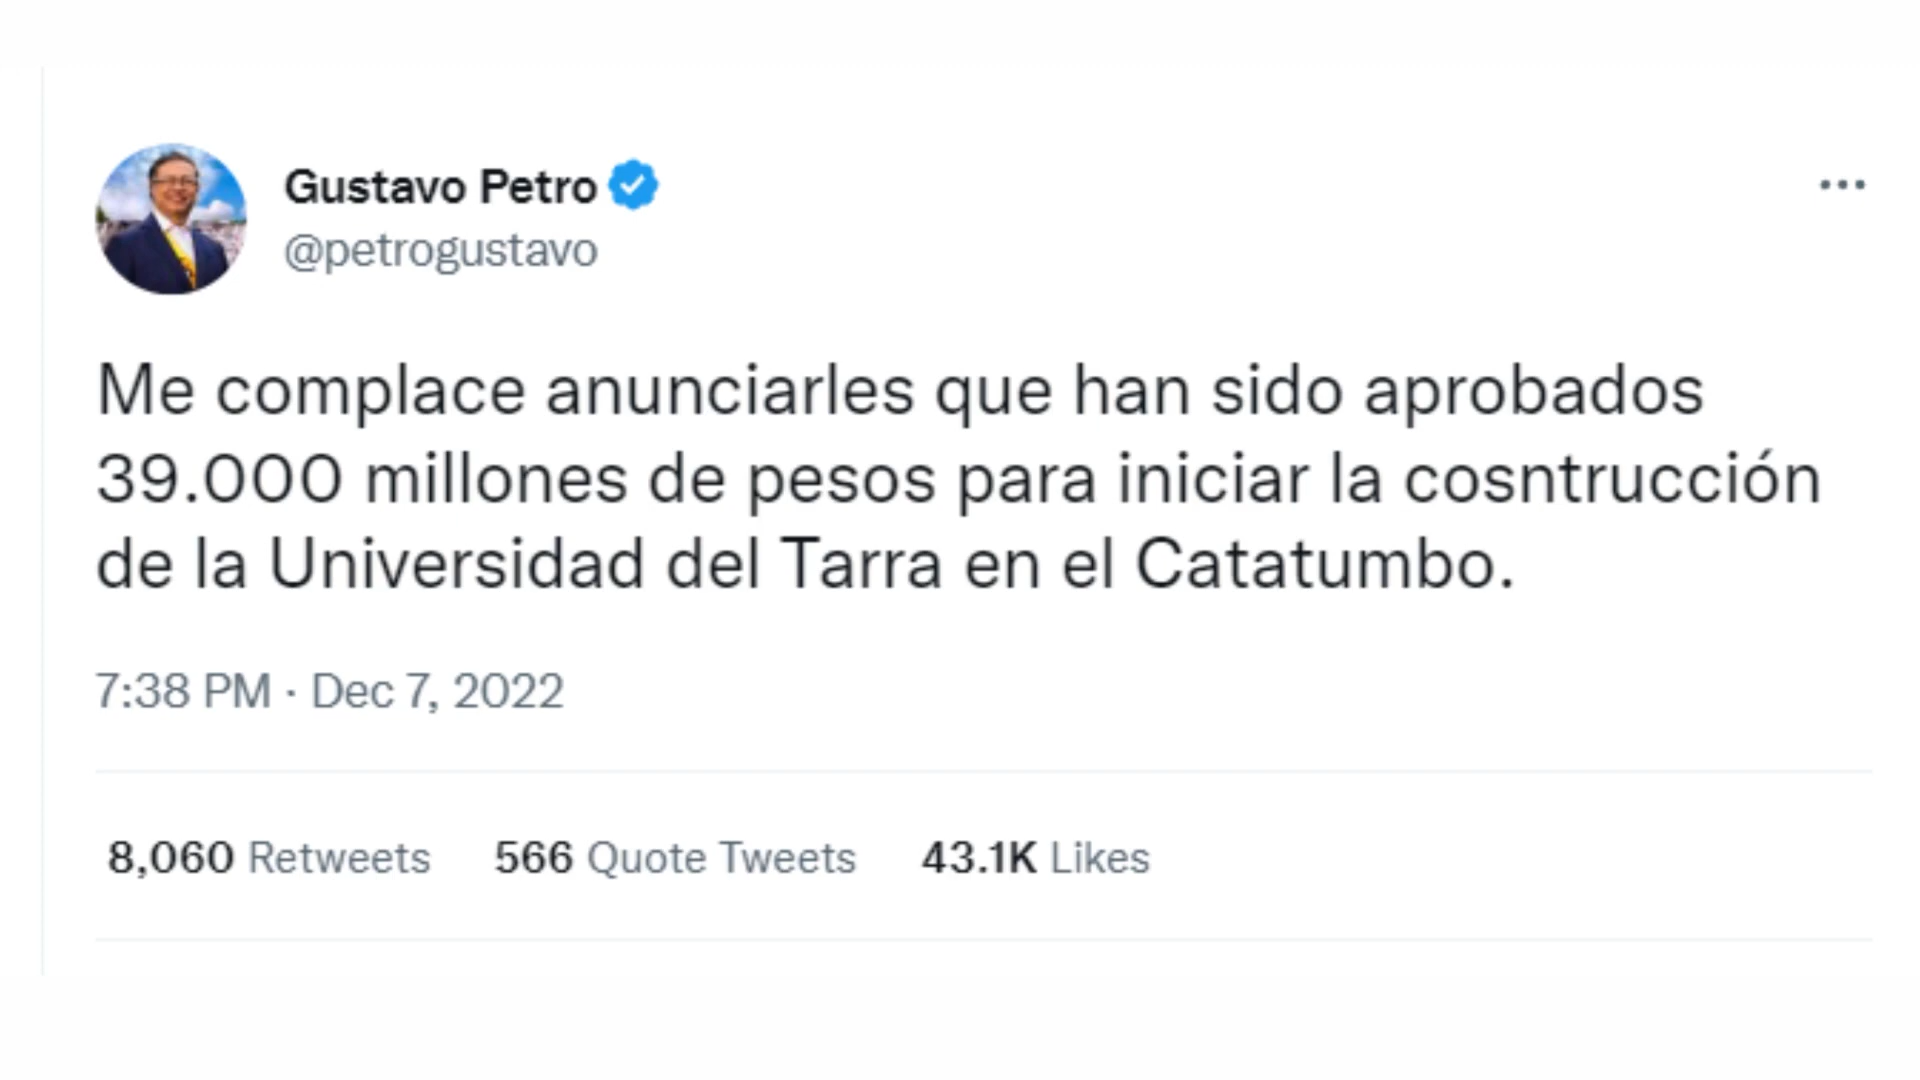 Gustavo Petro
@petrogustavo
Me complace anunciarles que han sido aprobados
39.000 millones de pesos para iniciar la cosntrucción
de la Universidad del Tarra en el Catatumbo.
7:38 PM · Dec 7, 2022
8,060 Retweets 566 Quote Tweets 43.1K Likes